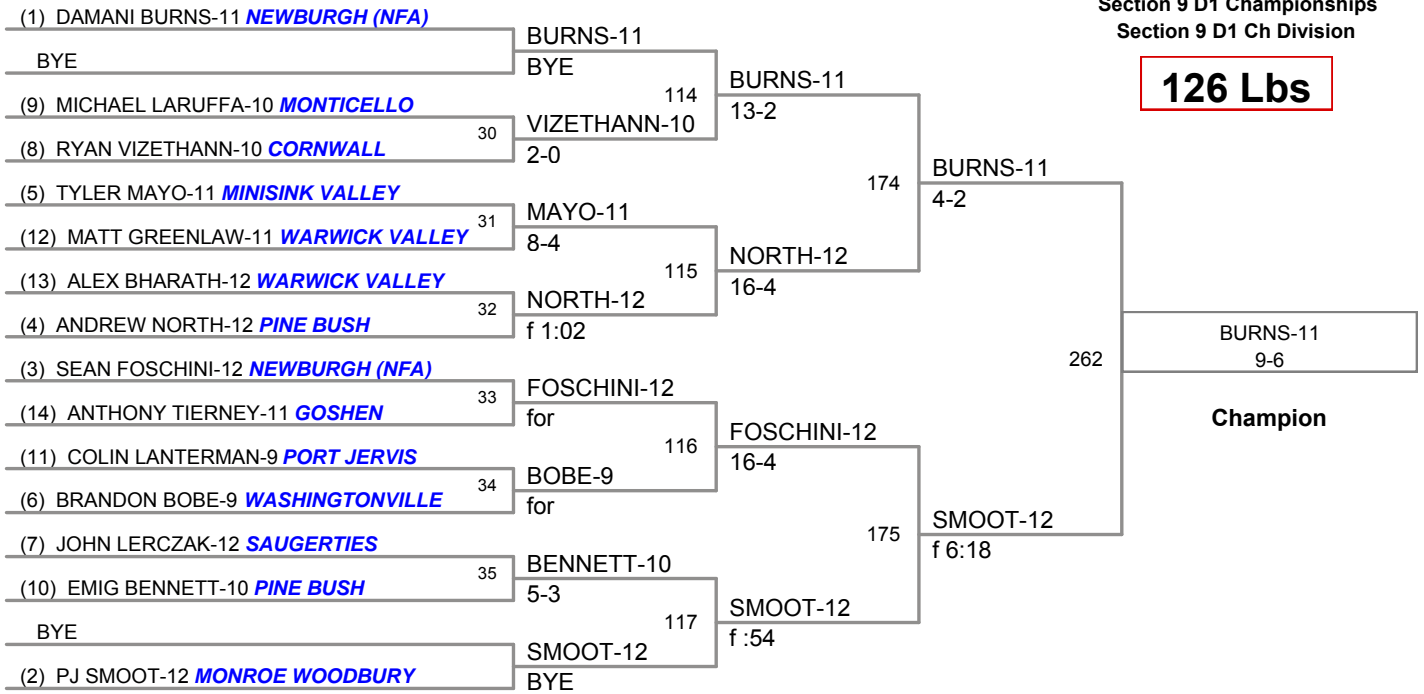 Section 9 D1 Championships
Section 9 D1 Ch Division
126 Lbs
(1) DAMANI BURNS-11 NEWBURGH (NFA)
BYE
(9) MICHAEL LARUFFA-10 MONTICELLO
(8) RYAN VIZETHANN-10 CORNWALL
(5) TYLER MAYO-11 MINISINK VALLEY
(12) MATT GREENLAW-11 WARWICK VALLEY
(13) ALEX BHARATH-12 WARWICK VALLEY
(4) ANDREW NORTH-12 PINE BUSH
(3) SEAN FOSCHINI-12 NEWBURGH (NFA)
(14) ANTHONY TIERNEY-11 GOSHEN
(11) COLIN LANTERMAN-9 PORT JERVIS
(6) BRANDON BOBE-9 WASHINGTONVILLE
(7) JOHN LERCZAK-12 SAUGERTIES
(10) EMIG BENNETT-10 PINE BUSH
BYE
(2) PJ SMOOT-12 MONROE WOODBURY
30
31
32
33
34
35
BURNS-11
BYE
VIZETHANN-10
2-0
MAYO-11
8-4
NORTH-12
f 1:02
FOSCHINI-12
for
BOBE-9
for
BENNETT-10
5-3
SMOOT-12
BYE
114
115
116
117
BURNS-11
13-2
NORTH-12
16-4
FOSCHINI-12
16-4
SMOOT-12
f :54
174
175
BURNS-11
4-2
SMOOT-12
f 6:18
262
BURNS-11
9-6
Champion